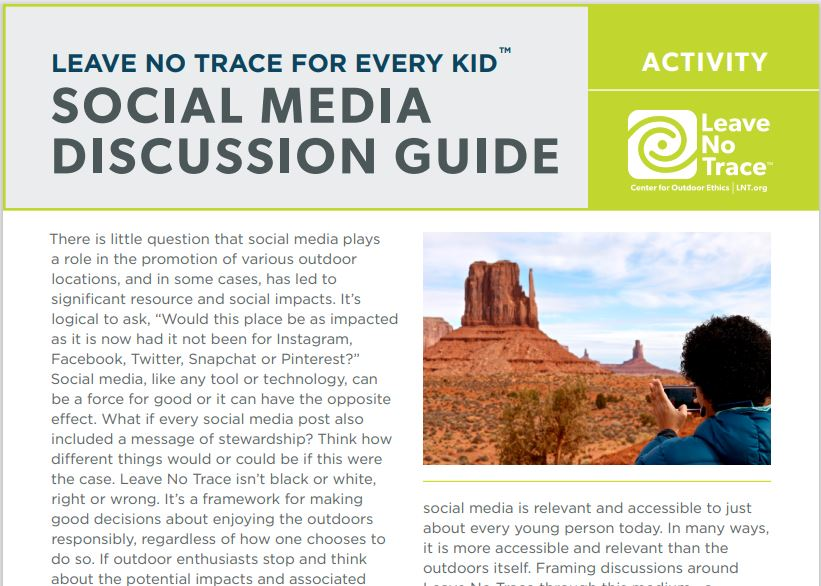 LEAVE NO TRACE FOR EVERY KID™
SOCIAL MEDIA
DISCUSSION GUIDE
ACTIVITY
Leave
No
Trace™
Center for Outdoor Ethics | LNT.org
There is little question that social media plays
a role in the promotion of various outdoor
locations, and in some cases, has led to
significant resource and social impacts. It’s
logical to ask, “Would this place be as impacted
as it is now had it not been for Instagram,
Facebook, Twitter, Snapchat or Pinterest?”
Social media, like any tool or technology, can
be a force for good or it can have the opposite
effect. What if every social media post also
included a message of stewardship? Think how
different things would or could be if this were
the case. Leave No Trace isn’t black or white,
right or wrong. It’s a framework for making
good decisions about enjoying the outdoors
responsibly, regardless of how one chooses to
do so. If outdoor enthusiasts stop and think
about the potential impacts and associated
social media is relevant and accessible to just
about every young person today. In many ways,
it is more accessible and relevant than the
outdoors itself. Framing discussions around
Leave No Trace through this medium